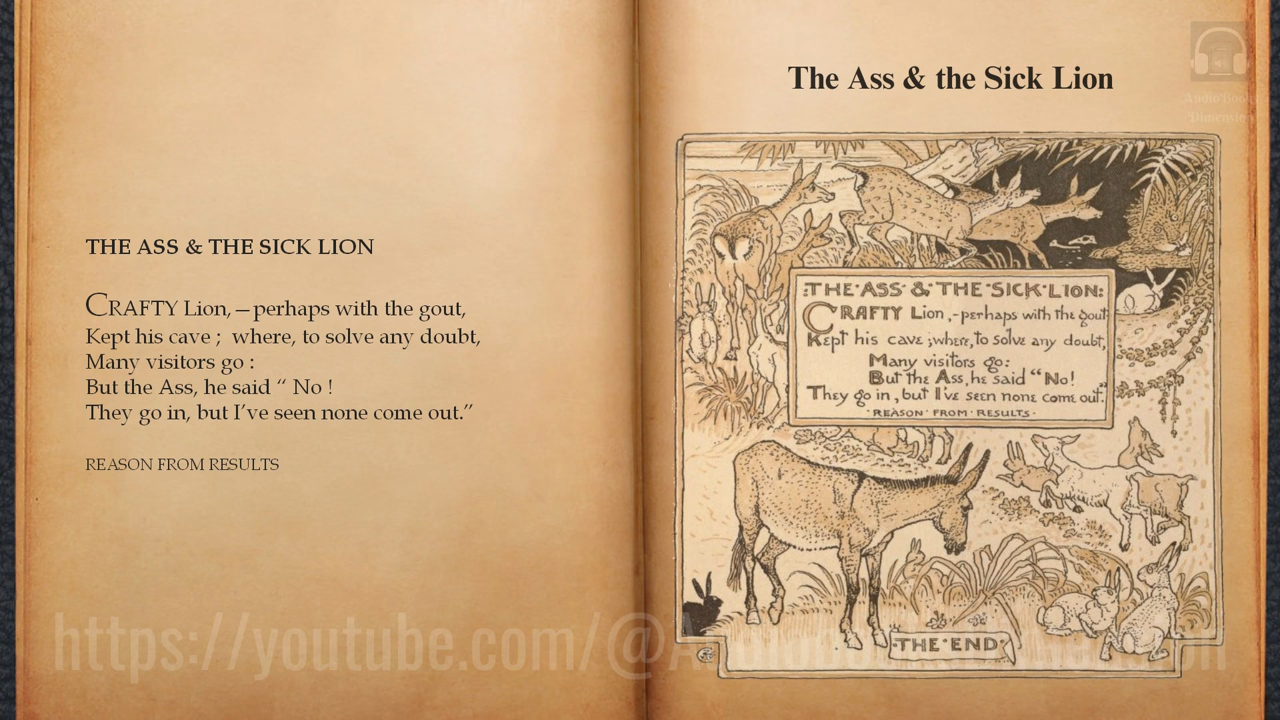 THE ASS & THE SICK LION
CRAFTY Lion,—perhaps with the gout,
Kept his cave ; where, to solve any doubt,
Many visitors go :
But the Ass, he said “ No !
They go in, but I’ve seen none come out.”
REASON FROM RESULTS
The Ass & the Sick Lion
:THE·ASS·&·THE·SICK·LION:
CRAFTY Lion,-perhaps with the gout
Kept his cave ;where,to solve any doubt,
Many visitors go:
But the Ass,he said “No!
They go in, but I've seen none come out.”
·REASON·FROM·RESULTS·
·THE·END·
Dimension
https://youtube.com/@